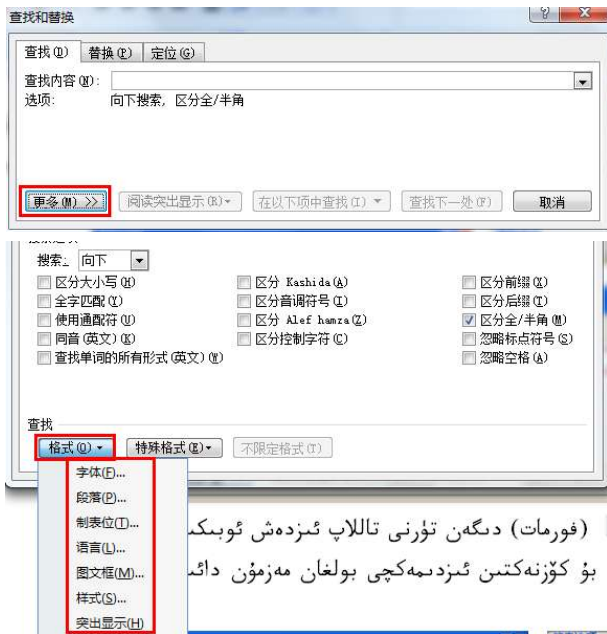 查找和替换
查找(D) 替换(P) 定位(G)
查找内容(N):
选项: 向下搜索, 区分全/半角
更多(M) >> 阅读突出显示(R) 在以下项中查找(I) 查找下一处(F) 取消
搜索: 向下
区分大小写(H) 区分 Kashida(A) 区分前缀(X)
全字匹配(Y) 区分音调符号(I) 区分后缀(T)
使用通配符(U) 区分 Alef hamza(Z) 区分全/半角(M)
同音(英文)(K) 区分控制字符(C) 忽略标点符号(S)
查找单词的所有形式(英文)(W) 忽略空格(A)
查找
格式(O) 特殊格式(E) 不限定格式(T)
字体(F)...
段落(P)...
制表位(T)...
语言(L)...
图文框(M)...
样式(S)...
突出显示(H)
(فورمات) دىگەن تۈرنى تاللاپ ئىزدەش ئوبىك
بۇ كۆزنەكتىن ئىزدىمەكچى بولغان مەزمۇن دائى